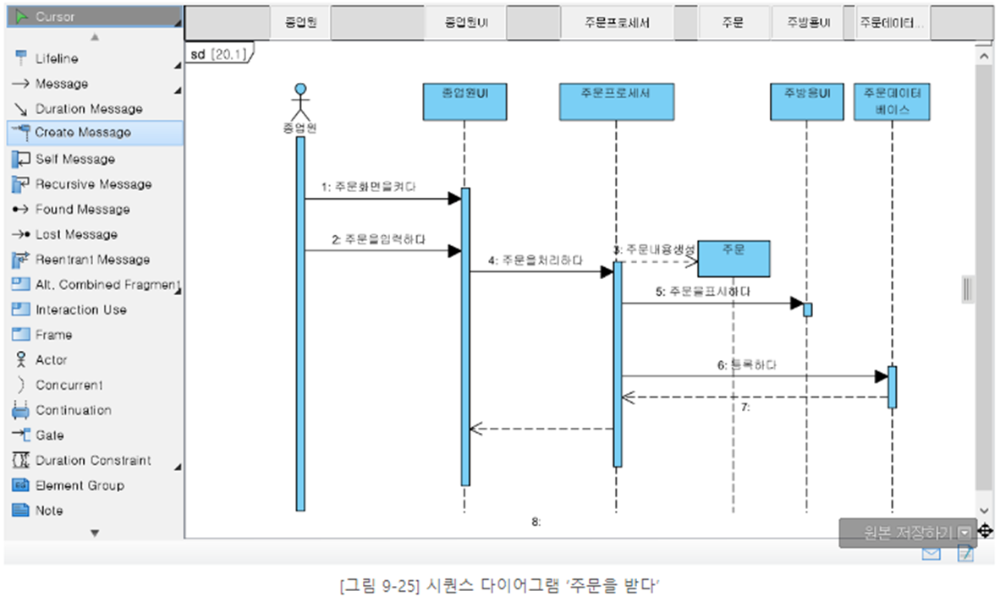 Cursor
종업원
종업원UI
주문프로세서
주문
주방용UI
주문데이터...
sd [20.1]
Lifeline
Message
Duration Message
Create Message
Self Message
Recursive Message
Found Message
Lost Message
Reentrant Message
Alt. Combined Fragment
Interaction Use
Frame
Actor
Concurrent
Continuation
Gate
Duration Constraint
Element Group
Note
종업원
종업원UI
주문프로세서
주방용UI
주문데이터
베이스
1: 주문화면을켜다
2: 주문을입력하다
3: 주문내용생성
주문
4: 주문을처리하다
5: 주문을표시하다
6: 등록하다
7:
8:
원본 저장하기
[그림 9-25] 시퀀스 다이어그램 '주문을 받다'